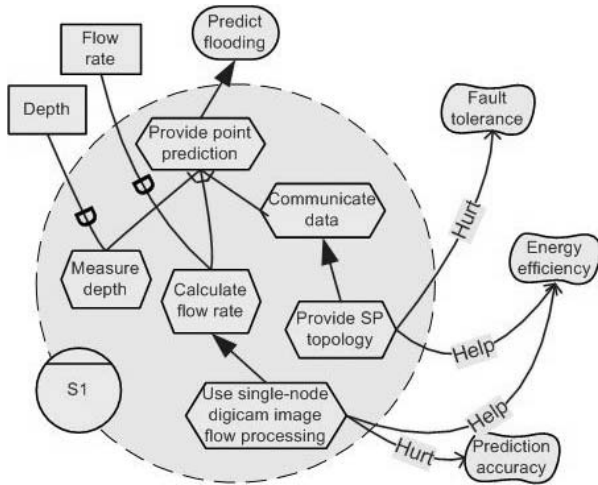 Predict
flooding
Flow
rate
Depth
Provide point
prediction
Fault
tolerance
D
D
Communicate
data
Hurt
Energy
efficiency
Measure
depth
Calculate
flow rate
Provide SP
topology
Help
S1
Use single-node
digicam image
flow processing
Help
Hurt
Prediction
accuracy